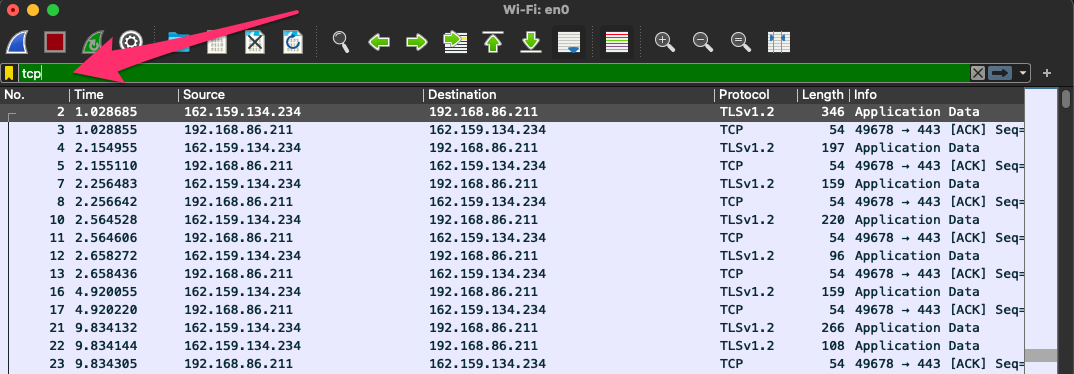 Wi-Fi: en0
tcp
No. Time Source Destination Protocol Length Info
2 1.028685 162.159.134.234 192.168.86.211 TLSv1.2 346 Application Data
3 1.028855 192.168.86.211 162.159.134.234 TCP 54 49678 → 443 [ACK] Seq=
4 2.154955 162.159.134.234 192.168.86.211 TLSv1.2 197 Application Data
5 2.155110 192.168.86.211 162.159.134.234 TCP 54 49678 → 443 [ACK] Seq=
7 2.256483 162.159.134.234 192.168.86.211 TLSv1.2 159 Application Data
8 2.256642 192.168.86.211 162.159.134.234 TCP 54 49678 → 443 [ACK] Seq=
10 2.564528 162.159.134.234 192.168.86.211 TLSv1.2 220 Application Data
11 2.564606 192.168.86.211 162.159.134.234 TCP 54 49678 → 443 [ACK] Seq=
12 2.658272 162.159.134.234 192.168.86.211 TLSv1.2 96 Application Data
13 2.658436 192.168.86.211 162.159.134.234 TCP 54 49678 → 443 [ACK] Seq=
16 4.920055 162.159.134.234 192.168.86.211 TLSv1.2 159 Application Data
17 4.920220 192.168.86.211 162.159.134.234 TCP 54 49678 → 443 [ACK] Seq=
21 9.834132 162.159.134.234 192.168.86.211 TLSv1.2 266 Application Data
22 9.834144 162.159.134.234 192.168.86.211 TLSv1.2 108 Application Data
23 9.834305 192.168.86.211 162.159.134.234 TCP 54 49678 → 443 [ACK] Seq=